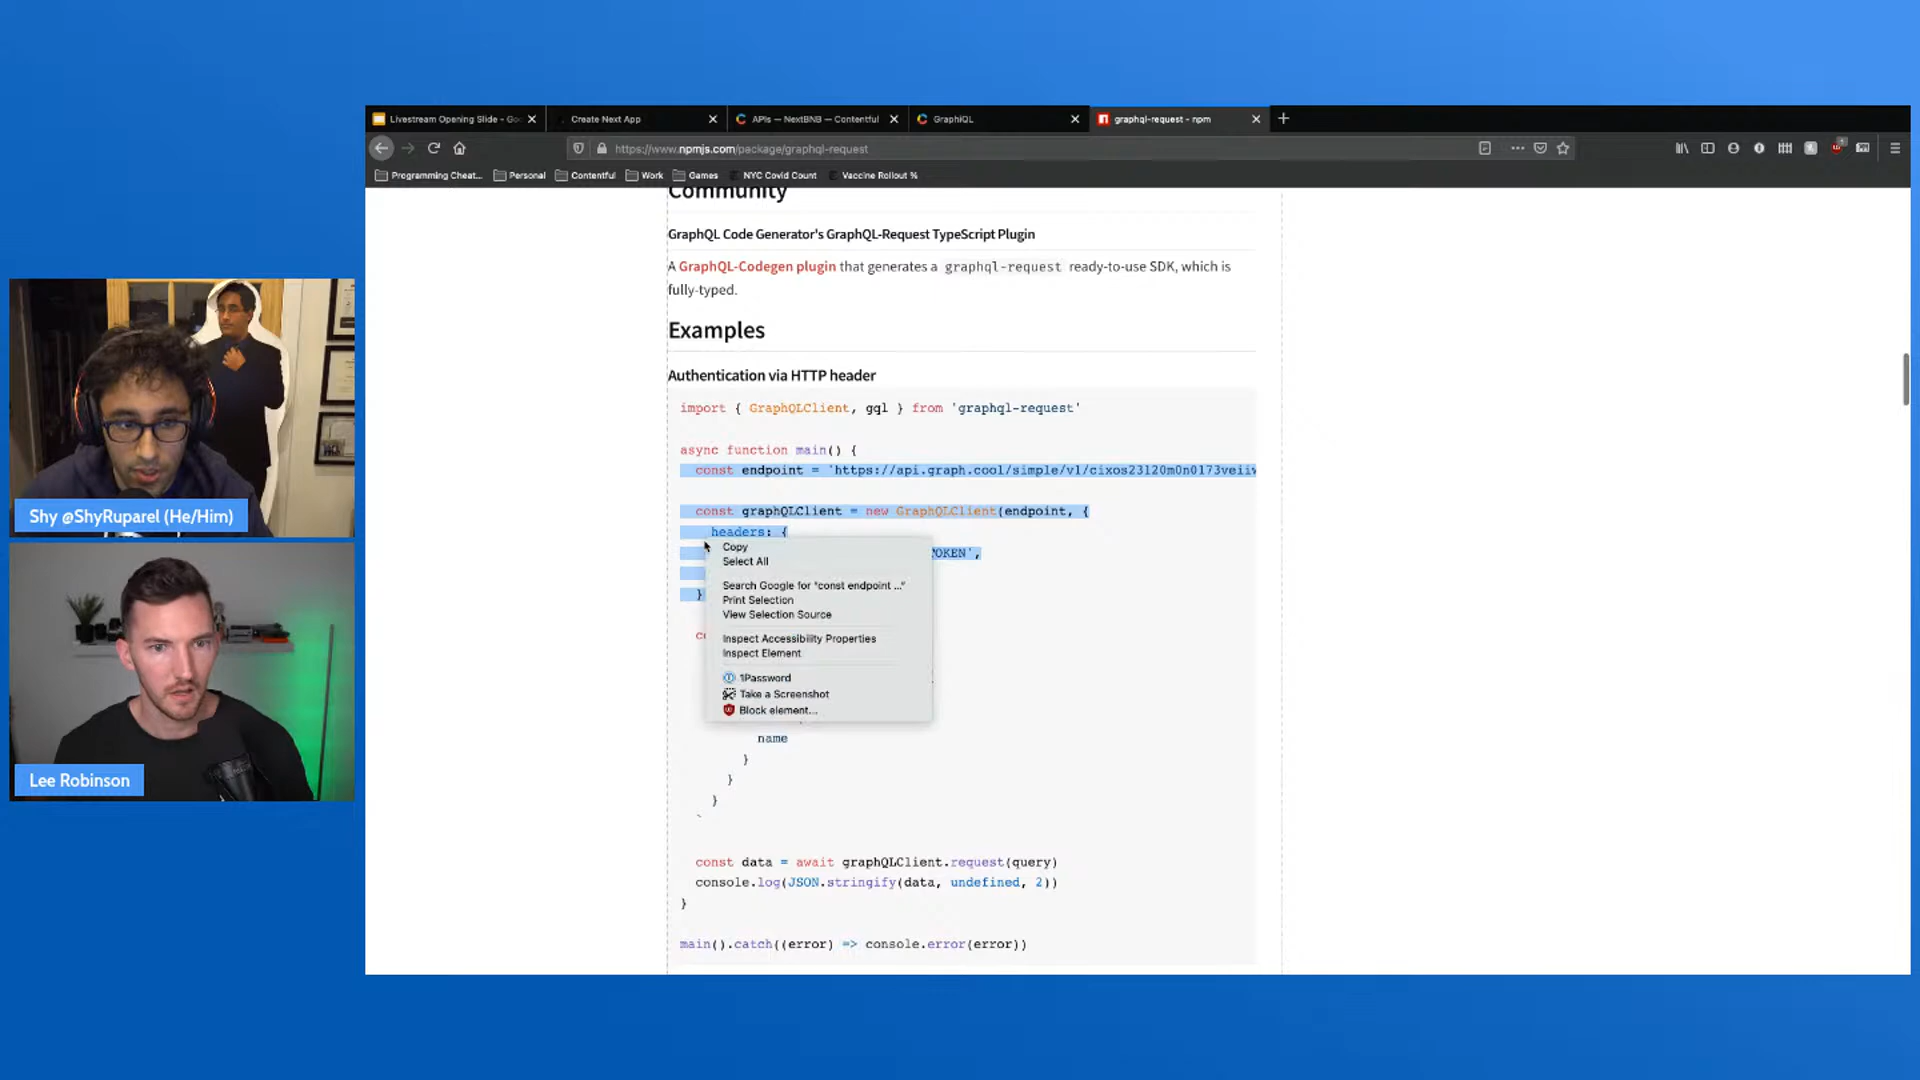 Livestream Opening Slide - Goo
Create Next App
APIs — NextBNB — Contentful
GraphiQL
graphql-request - npm
https://www.npmjs.com/package/graphql-request
Programming Cheat...
Personal
Contentful
Work
Games
NYC Covid Count
Vaccine Rollout %
Community
GraphQL Code Generator's GraphQL-Request TypeScript Plugin
A GraphQL-Codegen plugin that generates a graphql-request ready-to-use SDK, which is
fully-typed.
Examples
Authentication via HTTP header
import { GraphQLClient, gql } from 'graphql-request'
async function main() {
const endpoint = 'https://api.graph.cool/simple/v1/cixos23120m0n0173veiiw
const graphQLClient = new GraphQLClient(endpoint, {
headers: {
TOKEN',
}
Copy
Select All
Search Google for "const endpoint ..."
Print Selection
View Selection Source
Inspect Accessibility Properties
Inspect Element
1Password
Take a Screenshot
Block element...
name
}
}
}
`
const data = await graphQLClient.request(query)
console.log(JSON.stringify(data, undefined, 2))
}
main().catch((error) => console.error(error))
Shy @ShyRuparel (He/Him)
Lee Robinson